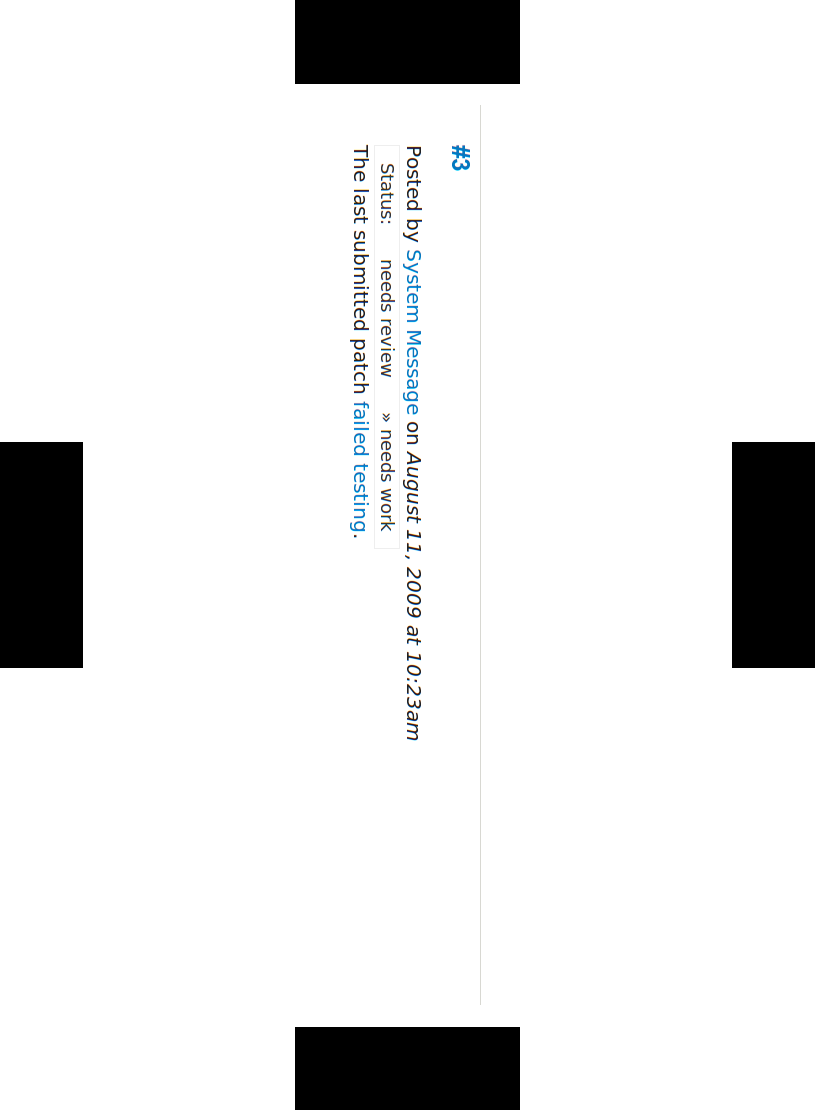 #3
Posted by System Message on August 11, 2009 at 10:23am
Status: needs review » needs work
The last submitted patch failed testing.